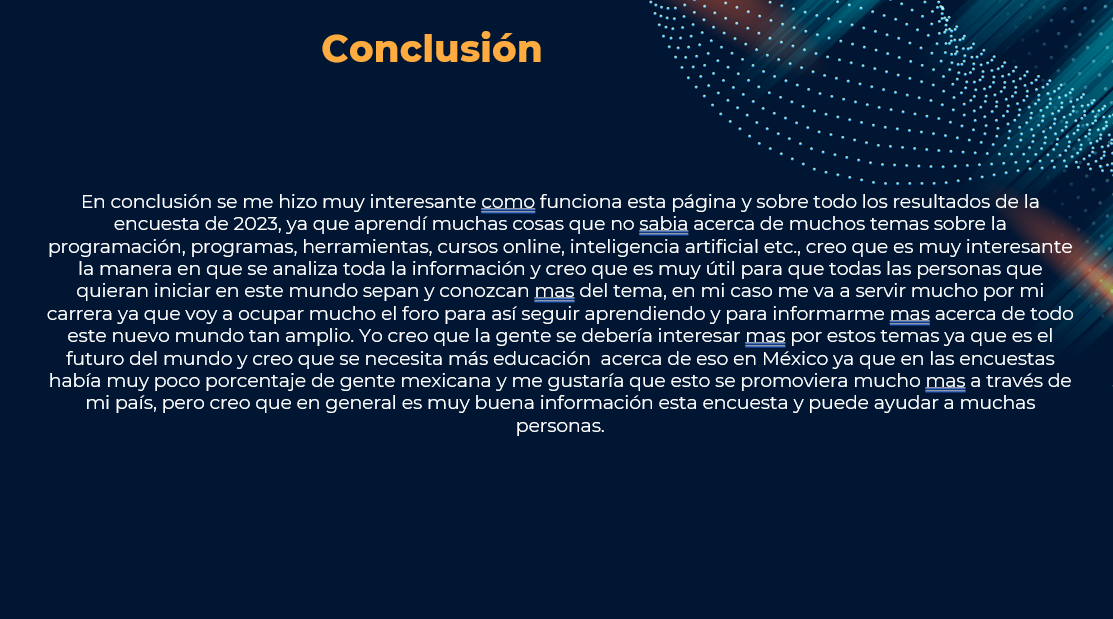 Conclusión
En conclusión se me hizo muy interesante como funciona esta página y sobre todo los resultados de la
encuesta de 2023, ya que aprendí muchas cosas que no sabia acerca de muchos temas sobre la
programación, programas, herramientas, cursos online, inteligencia artificial etc., creo que es muy interesante
la manera en que se analiza toda la información y creo que es muy útil para que todas las personas que
quieran iniciar en este mundo sepan y conozcan mas del tema, en mi caso me va a servir mucho por mi
carrera ya que voy a ocupar mucho el foro para así seguir aprendiendo y para informarme mas acerca de todo
este nuevo mundo tan amplio. Yo creo que la gente se debería interesar mas por estos temas ya que es el
futuro del mundo y creo que se necesita más educación  acerca de eso en México ya que en las encuestas
había muy poco porcentaje de gente mexicana y me gustaría que esto se promoviera mucho mas a través de
mi país, pero creo que en general es muy buena información esta encuesta y puede ayudar a muchas
personas.